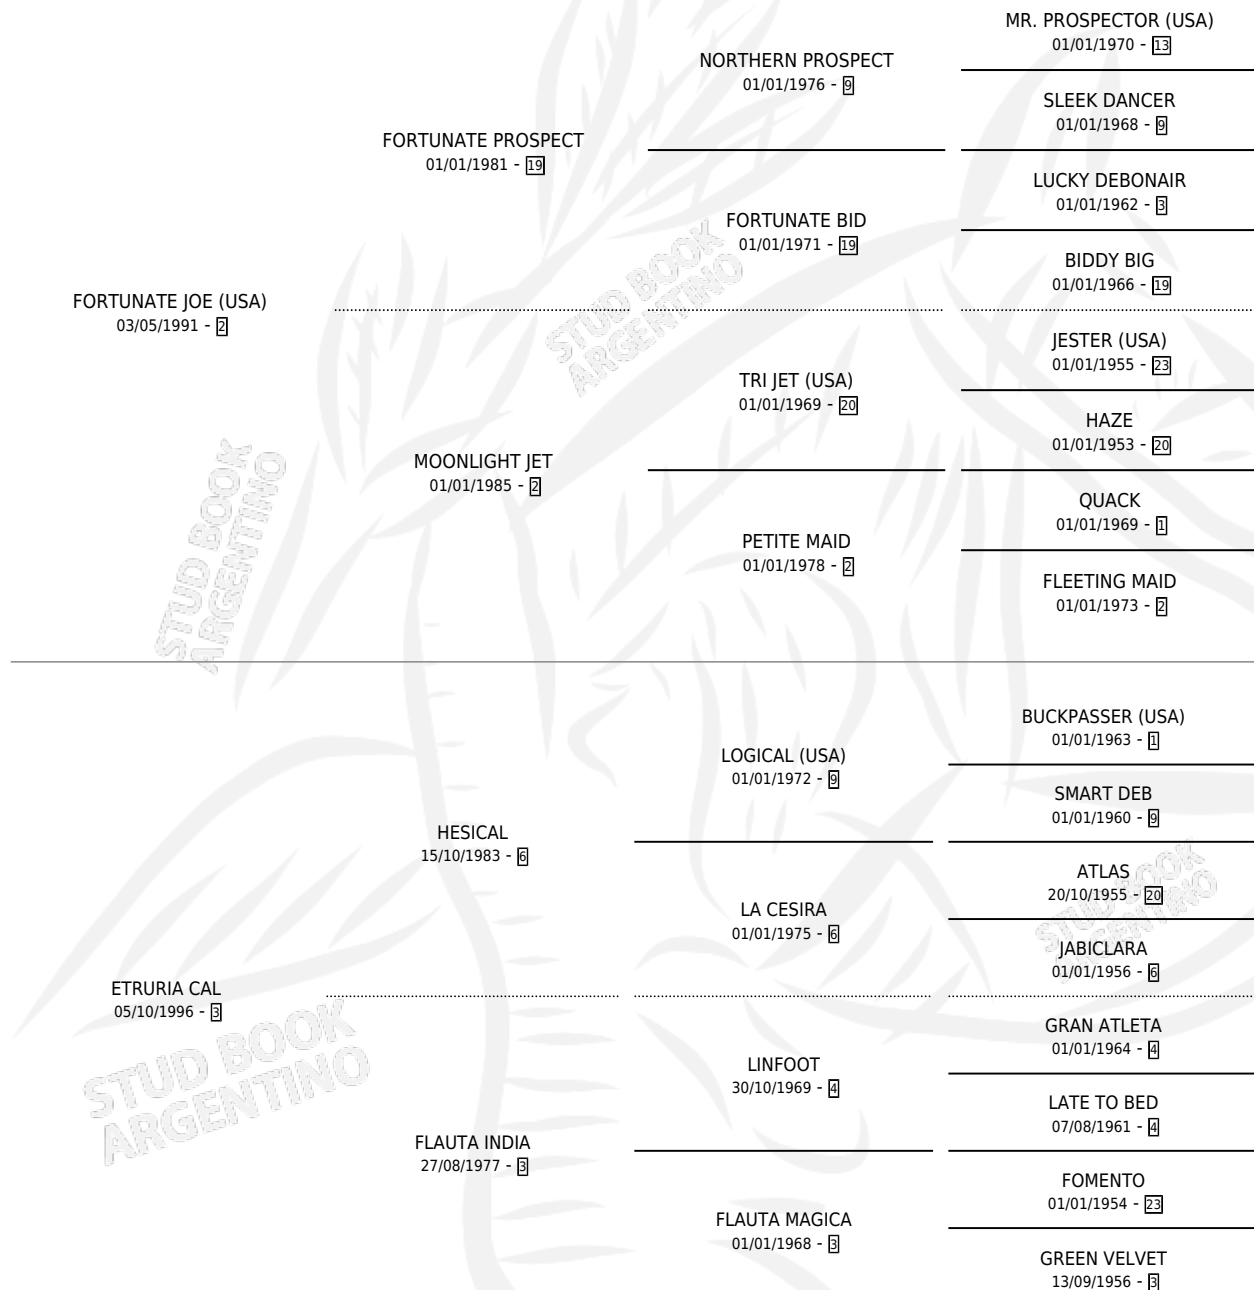 MR. PROSPECTOR (USA)
01/01/1970 - 13
NORTHERN PROSPECT
01/01/1976 - 9
SLEEK DANCER
01/01/1968 - 9
FORTUNATE PROSPECT
01/01/1981 - 19
LUCKY DEBONAIR
01/01/1962 - 3
FORTUNATE BID
01/01/1971 - 19
BIDDY BIG
01/01/1966 - 19
FORTUNATE JOE (USA)
03/05/1991 - 2
JESTER (USA)
01/01/1955 - 23
TRI JET (USA)
01/01/1969 - 20
HAZE
01/01/1953 - 20
MOONLIGHT JET
01/01/1985 - 2
QUACK
01/01/1969 - 1
PETITE MAID
01/01/1978 - 2
FLEETING MAID
01/01/1973 - 2
BUCKPASSER (USA)
01/01/1963 - 1
LOGICAL (USA)
01/01/1972 - 9
SMART DEB
01/01/1960 - 9
HESICAL
15/10/1983 - 6
ATLAS
20/10/1955 - 20
LA CESIRA
01/01/1975 - 6
JABICLARA
01/01/1956 - 6
ETRURIA CAL
05/10/1996 - 3
GRAN ATLETA
01/01/1964 - 4
LINFOOT
30/10/1969 - 4
LATE TO BED
07/08/1961 - 4
FLAUTA INDIA
27/08/1977 - 3
FOMENTO
01/01/1954 - 23
FLAUTA MAGICA
01/01/1968 - 3
GREEN VELVET
13/09/1956 - 3
STUD BOOK
ARGENTINO
STUD BOOK
ARGENTINO
STUD BOOK
ARGENTINO
STUD BOOK
ARGENTINO